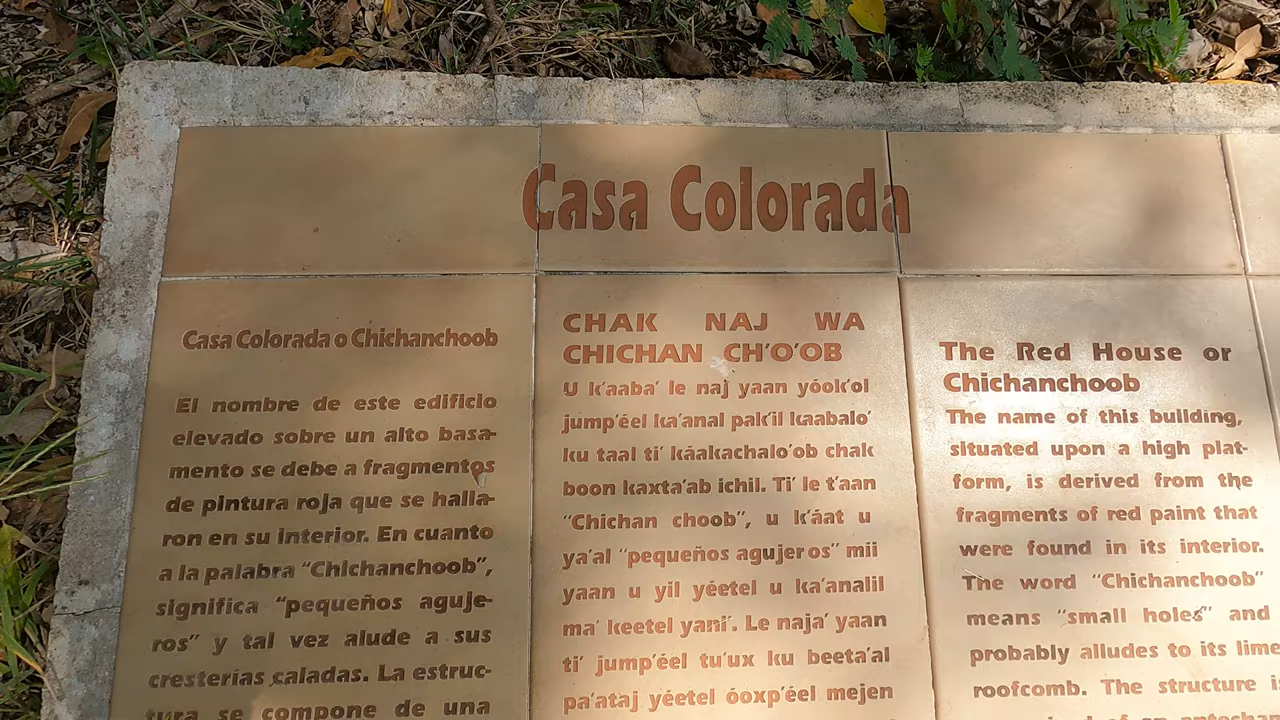 Casa Colorada
Casa Colorada o Chichanchoob
El nombre de este edificio
elevado sobre un alto basa-
mento se debe a fragmentos
de pintura roja que se halla-
ron en su interior. En cuanto
a la palabra "Chichanchoob",
significa "pequeños aguje-
ros" y tal vez alude a sus
cresterías caladas. La estruc-
tura se compone de una
CHAK NAJ WA
CHICHAN CH'O'OB
U k'aaba' le naj yaan yóok'ol
jump'éel ka'anal pak'il kaabalo'
ku taal ti' káakachalo'ob chak
boon kaxta'ab ichil. Ti' le t'aan
"Chichan choob", u k'áat u
ya'al "pequeños agujeros" mii
yaan u yil yéetel u ka'analil
ma' keetel yani'. Le naja' yaan
ti' jump'éel tu'ux ku beeta'al
pa'ataj yéetel óoxp'éel mejen
The Red House or
Chichanchoob
The name of this building,
situated upon a high plat-
form, is derived from the
fragments of red paint that
were found in its interior.
The word "Chichanchoob"
means "small holes" and
probably alludes to its lime
roofcomb. The structure is
of an